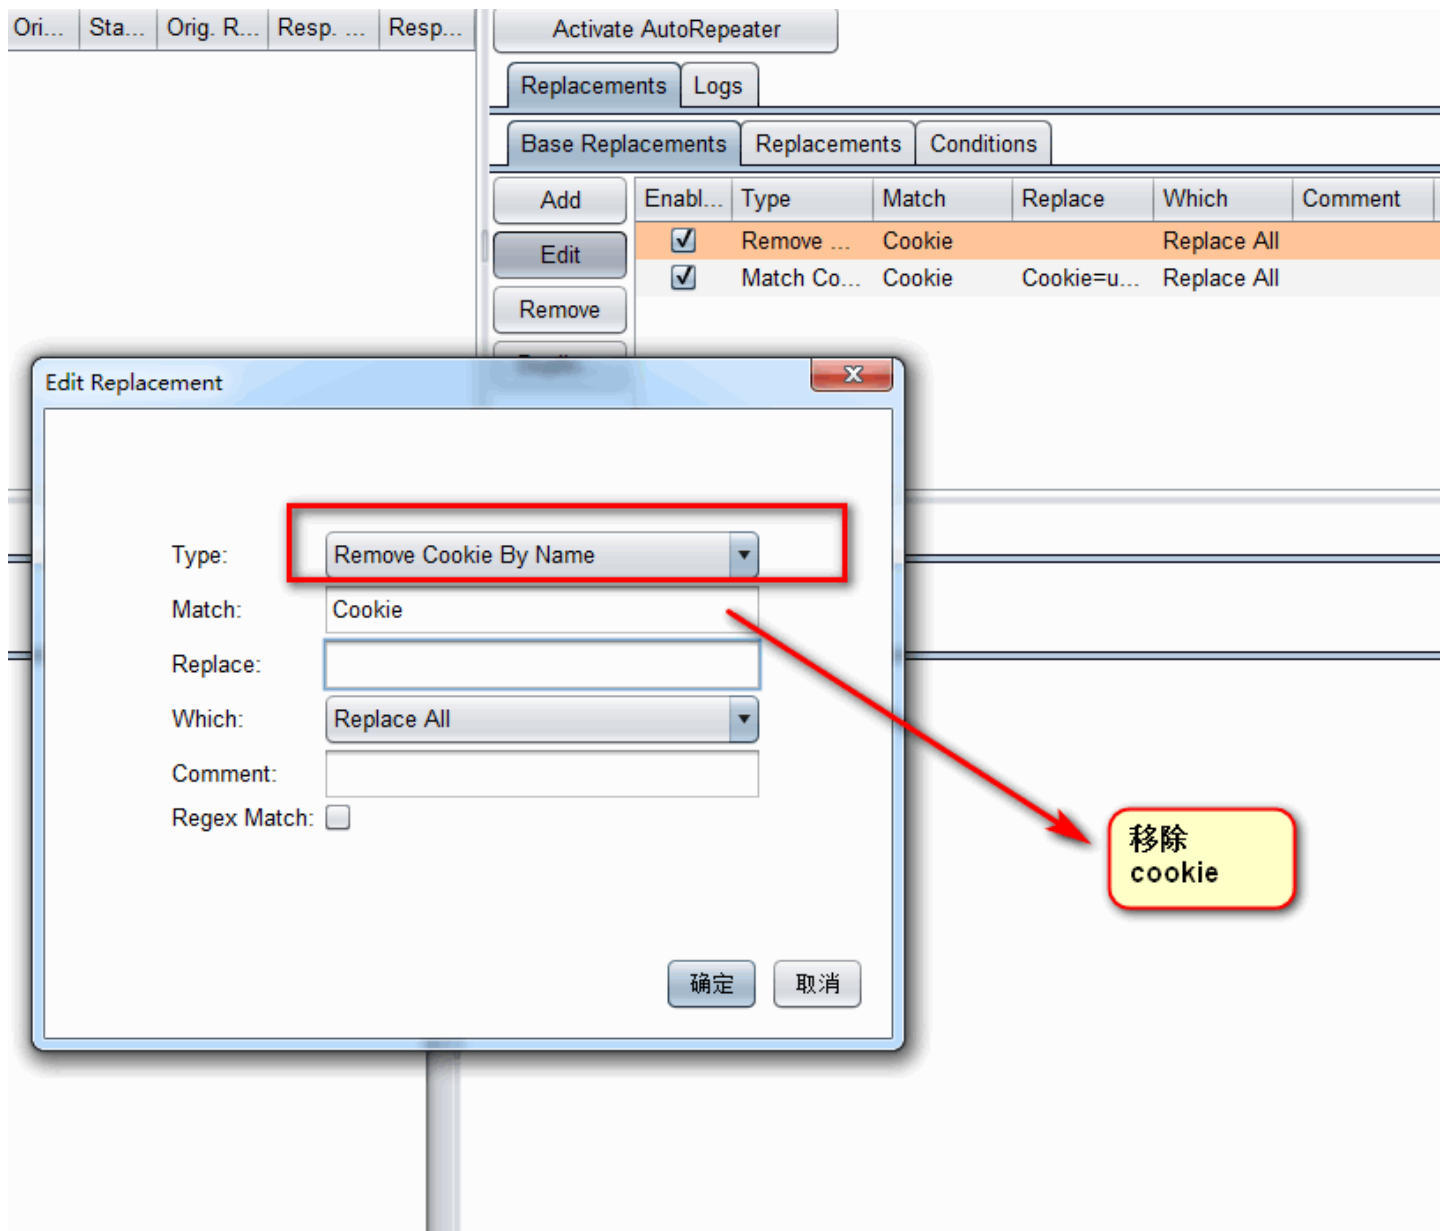 Ori... Sta... Orig. R... Resp. ... Resp...
Activate AutoRepeater
Replacements Logs
Base Replacements Replacements Conditions
Add
Edit
Remove
Enabl... Type Match Replace Which Comment
Remove ... Cookie Replace All
Match Co... Cookie Cookie=u... Replace All
Edit Replacement
Type: Remove Cookie By Name
Match: Cookie
Replace:
Which: Replace All
Comment:
Regex Match:
确定 取消
移除
cookie